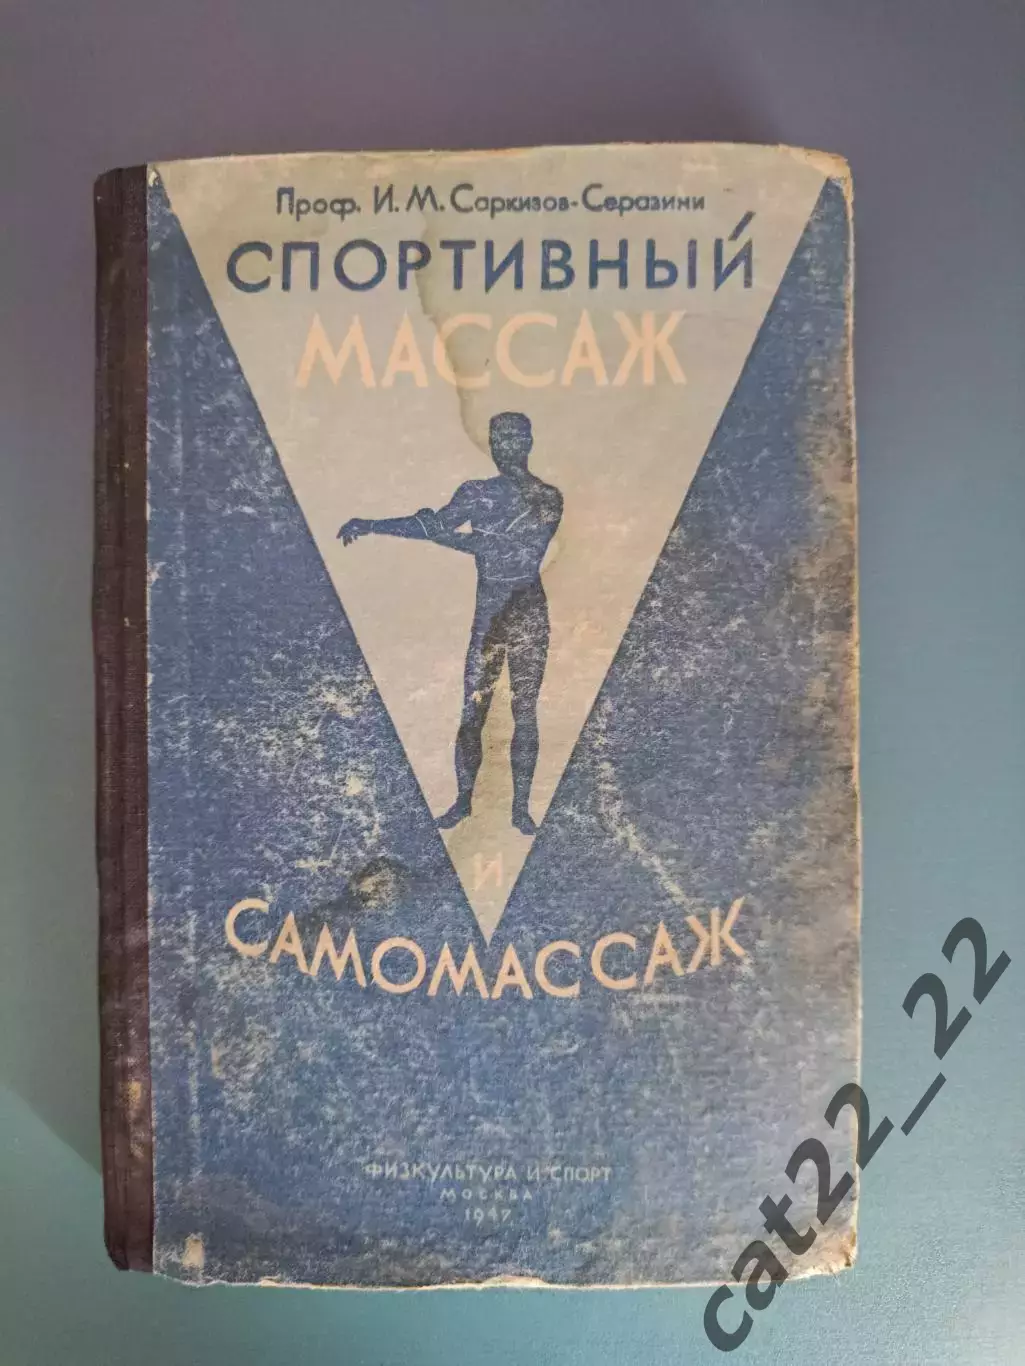 Проф. И. М. Саркизов-Серазини
СПОРТИВНЫЙ
МАССАЖ
И
САМОМАССАЖ
ФИЗКУЛЬТУРА И СПОРТ
МОСКВА
1947
cat22_22